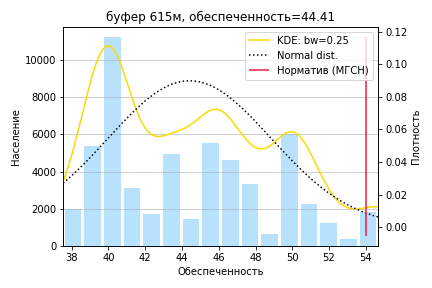 буфер 615м, обеспеченность=44.41
KDE: bw=0.25
Normal dist.
Норматив (МГСН)
Население
10000
8000
6000
4000
2000
0
0.12
0.10
0.08
0.06
0.04
0.02
0.00
Плотность
38 40 42 44 46 48 50 52 54
Обеспеченность